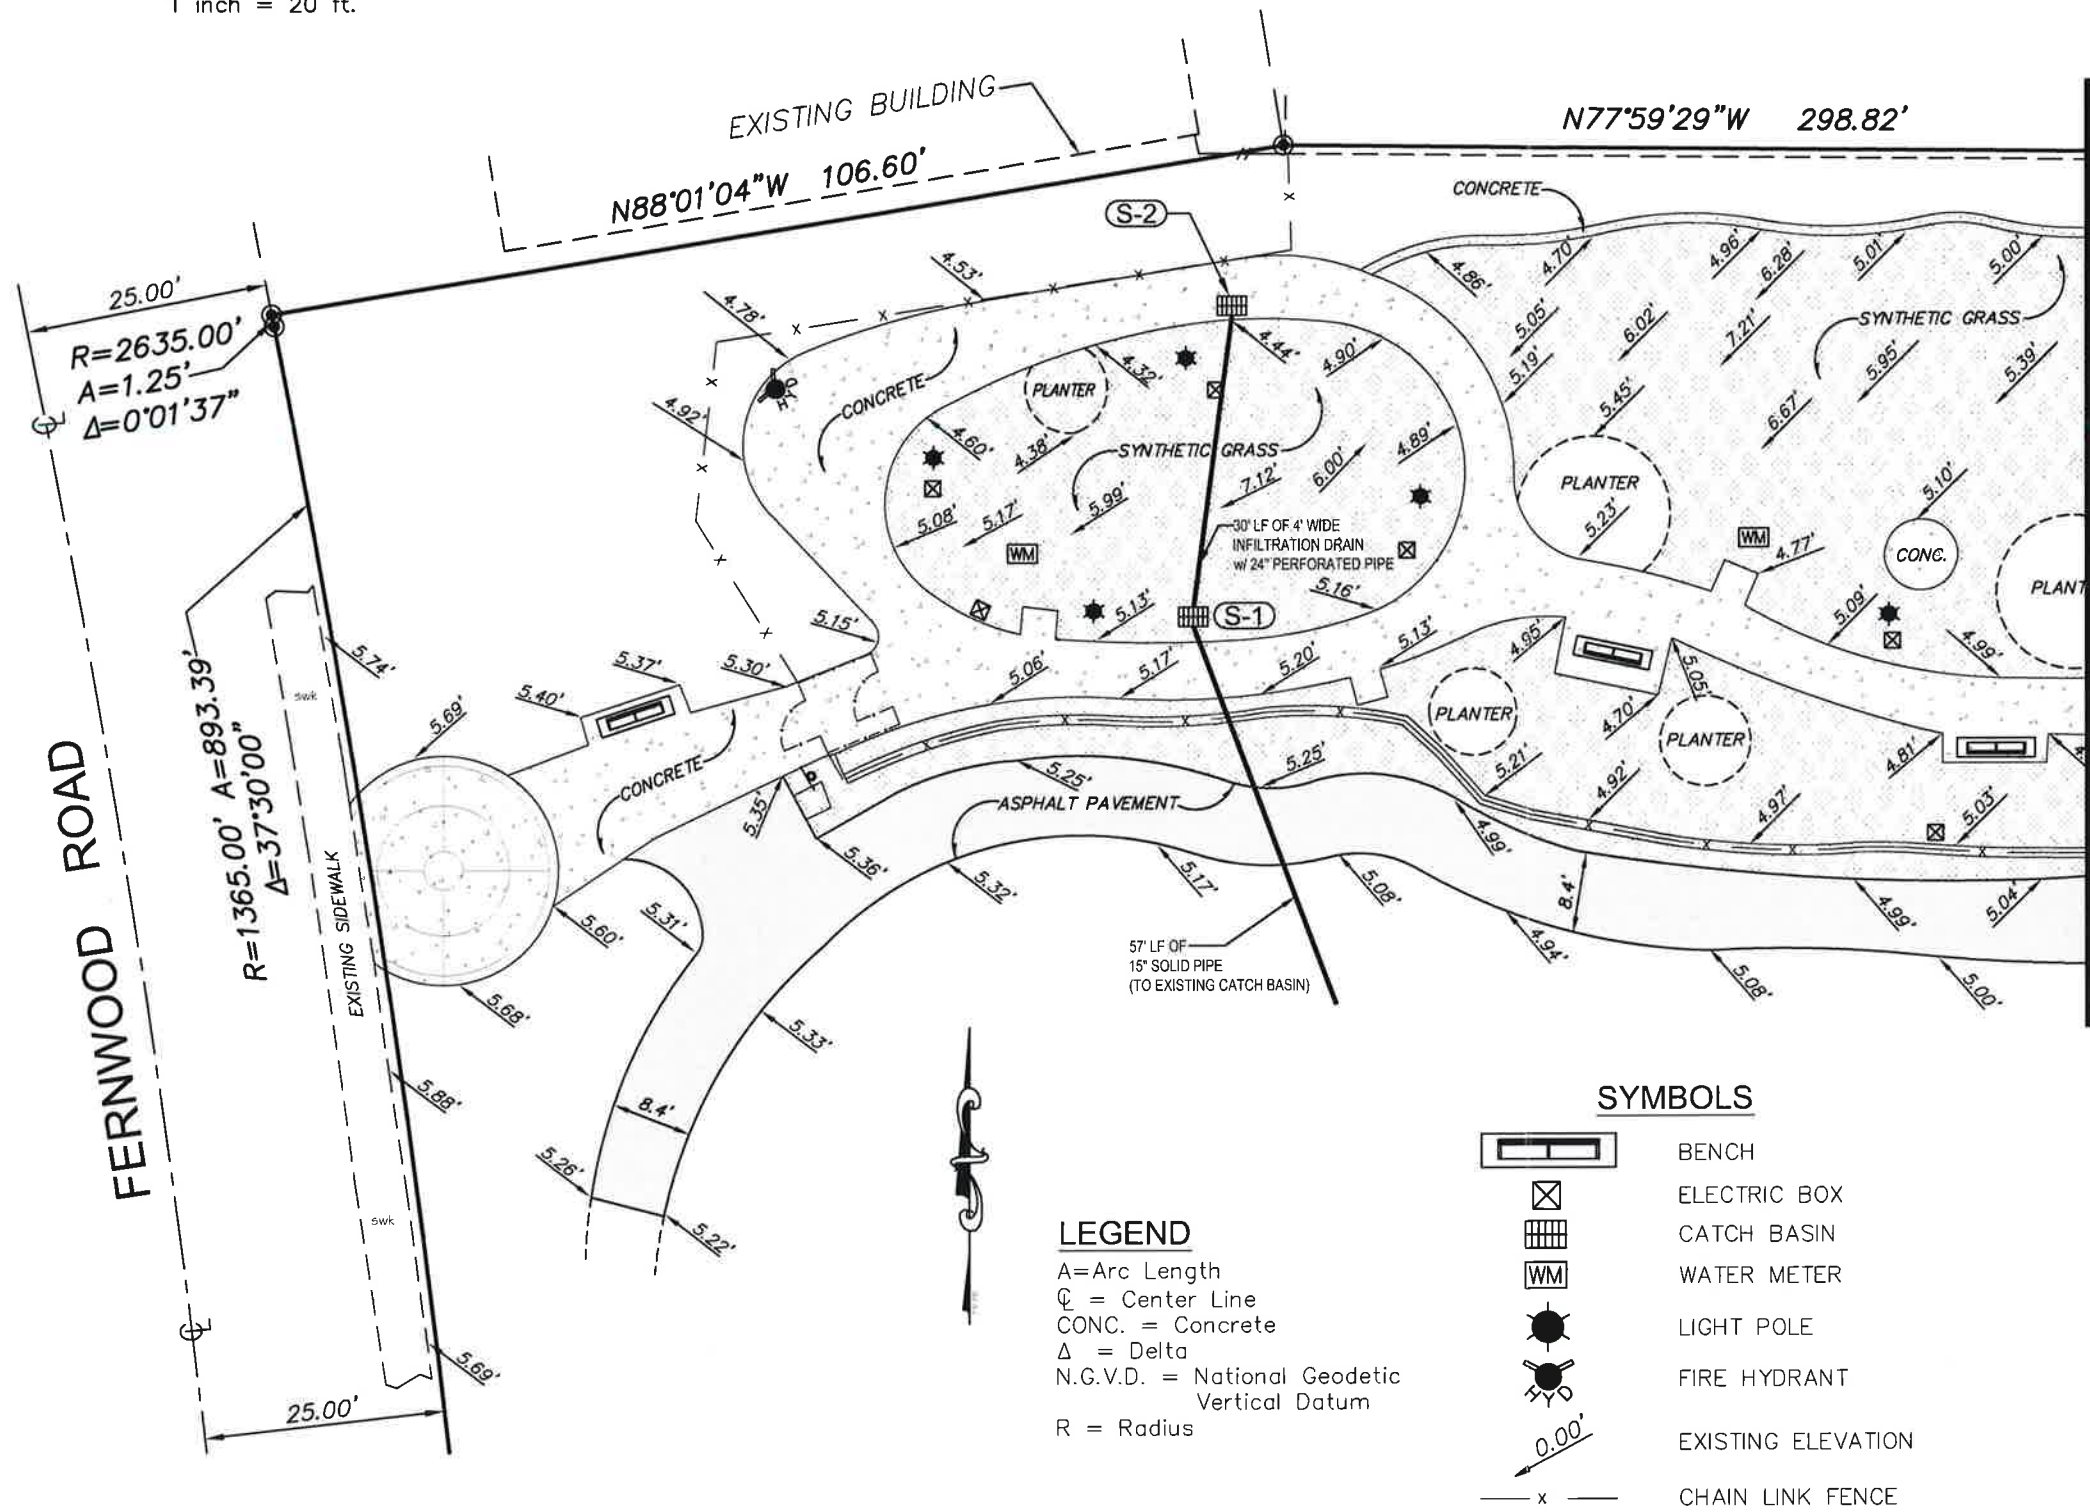 1 inch = 20 ft.
EXISTING BUILDING
N88°01'04"W 106.60'
N77°59'29"W 298.82'
CONCRETE
S-2
25.00'
R=2635.00'
A=1.25'
Δ=0°01'37"
4.53'
4.78'
4.92'
4.86'
4.70'
4.96'
6.28'
5.01'
5.00'
5.05'
6.02'
7.21'
SYNTHETIC GRASS
5.19'
5.45'
6.67'
5.95'
5.39'
HYD
CONCRETE
PLANTER
4.32'
4.44'
4.90'
4.60'
4.38'
SYNTHETIC GRASS
4.89'
5.08'
5.17'
5.99'
7.12'
6.00'
WM
30' LF OF 4' WIDE
INFILTRATION DRAIN
w/ 24" PERFORATED PIPE
PLANTER
5.23'
WM
4.77'
5.10'
CONC.
PLANT
5.16'
5.13'
S-1
5.15'
5.13'
4.95'
5.09'
4.99'
5.74'
swk
5.37'
5.30'
5.40'
5.69'
5.06'
5.17'
5.20'
PLANTER
4.70'
5.05'
PLANTER
4.81'
4.
CONCRETE
5.35'
5.25'
5.25'
ASPHALT PAVEMENT
5.21'
4.92'
4.97'
5.03'
R=1365.00' A=893.39'
Δ=37°30'00"
EXISTING SIDEWALK
FERNWOOD ROAD
5.36'
5.32'
5.17'
5.08'
4.99'
8.4'
4.94'
4.99'
5.04'
5.60'
5.31'
5.68'
5.33'
57' LF OF
15" SOLID PIPE
(TO EXISTING CATCH BASIN)
5.08'
5.00'
5.88'
8.4'
5.26'
5.22'
swk
5.69'
25.00'
LEGEND
A=Arc Length
℄ = Center Line
CONC. = Concrete
Δ = Delta
N.G.V.D. = National Geodetic
Vertical Datum
R = Radius
SYMBOLS
BENCH
ELECTRIC BOX
CATCH BASIN
WM WATER METER
LIGHT POLE
HYD FIRE HYDRANT
0.00' EXISTING ELEVATION
x CHAIN LINK FENCE